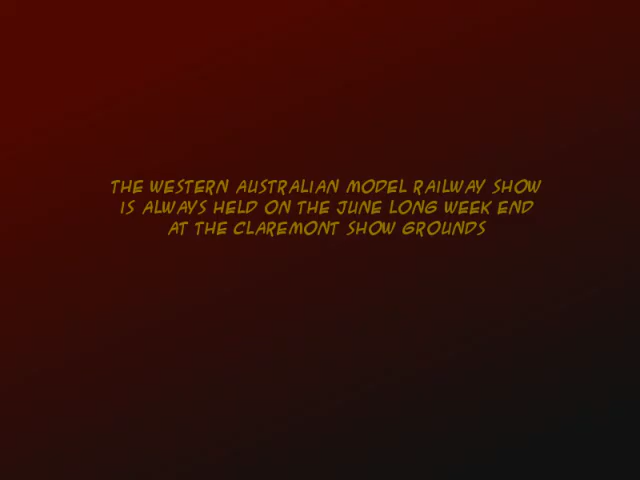 THE WESTERN AUSTRALIAN MODEL RAILWAY SHOW
IS ALWAYS HELD ON THE JUNE LONG WEEK END
AT THE CLAREMONT SHOW GROUNDS